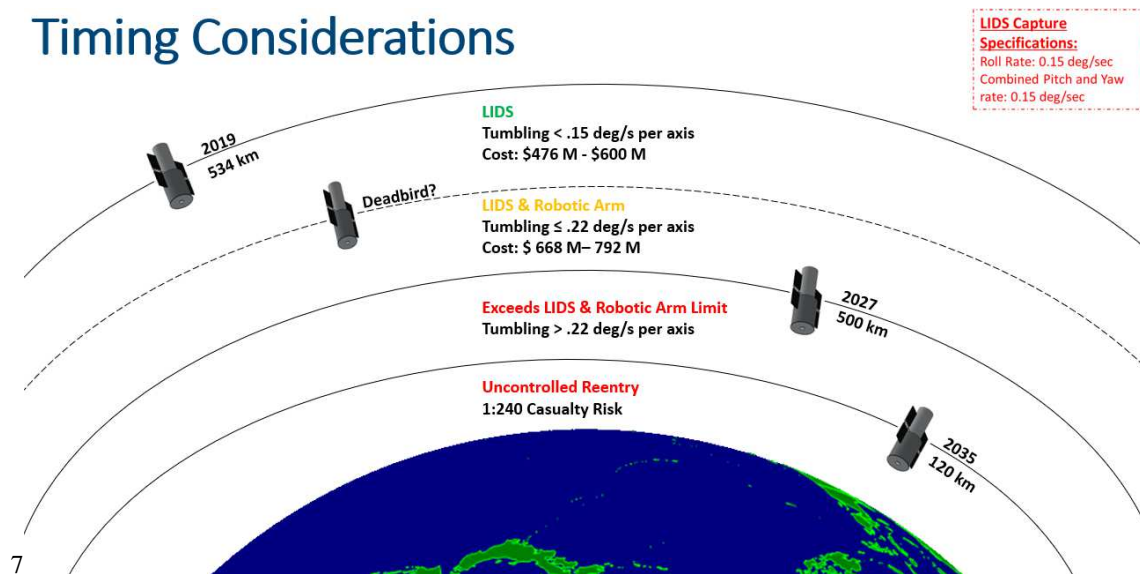 Timing Considerations
LIDS Capture
Specifications:
Roll Rate: 0.15 deg/sec
Combined Pitch and Yaw
rate: 0.15 deg/sec
LIDS
Tumbling < .15 deg/s per axis
Cost: $476 M - $600 M
2019
534 km
Deadbird?
LIDS & Robotic Arm
Tumbling ≤ .22 deg/s per axis
Cost: $ 668 M– 792 M
2027
500 km
Exceeds LIDS & Robotic Arm Limit
Tumbling > .22 deg/s per axis
Uncontrolled Reentry
1:240 Casualty Risk
2035
120 km
7